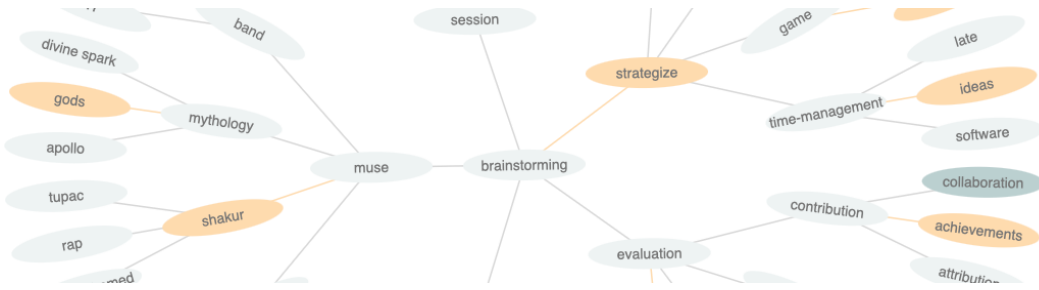 session
band
game
divine spark
late
strategize
gods
ideas
mythology
time-management
apollo
software
muse
brainstorming
collaboration
tupac
contribution
shakur
achievements
rap
evaluation
attribution